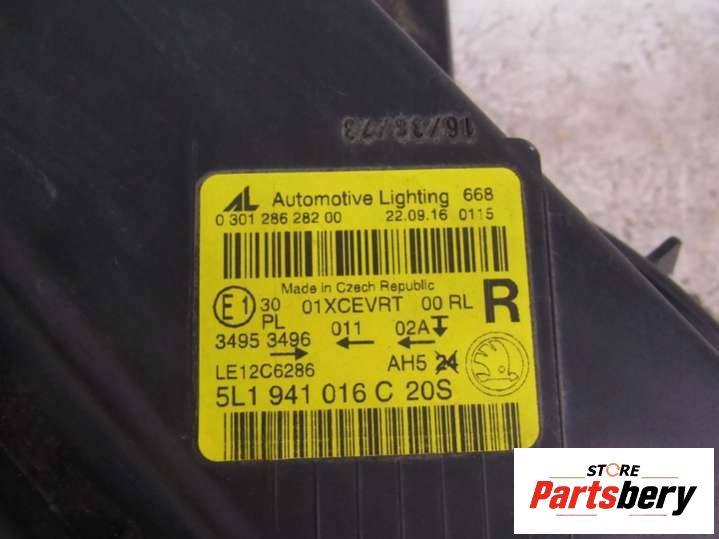 16/38/73
AL Automotive Lighting 668
0 301 286 282 00 22.09.16 0115
Made in Czech Republic
E1 30 01XCEVRT 00 RL R
PL 011 02A
3495 3496
LE12C6286 AH5 24
5L1 941 016 C 20S
STORE
Partsbery